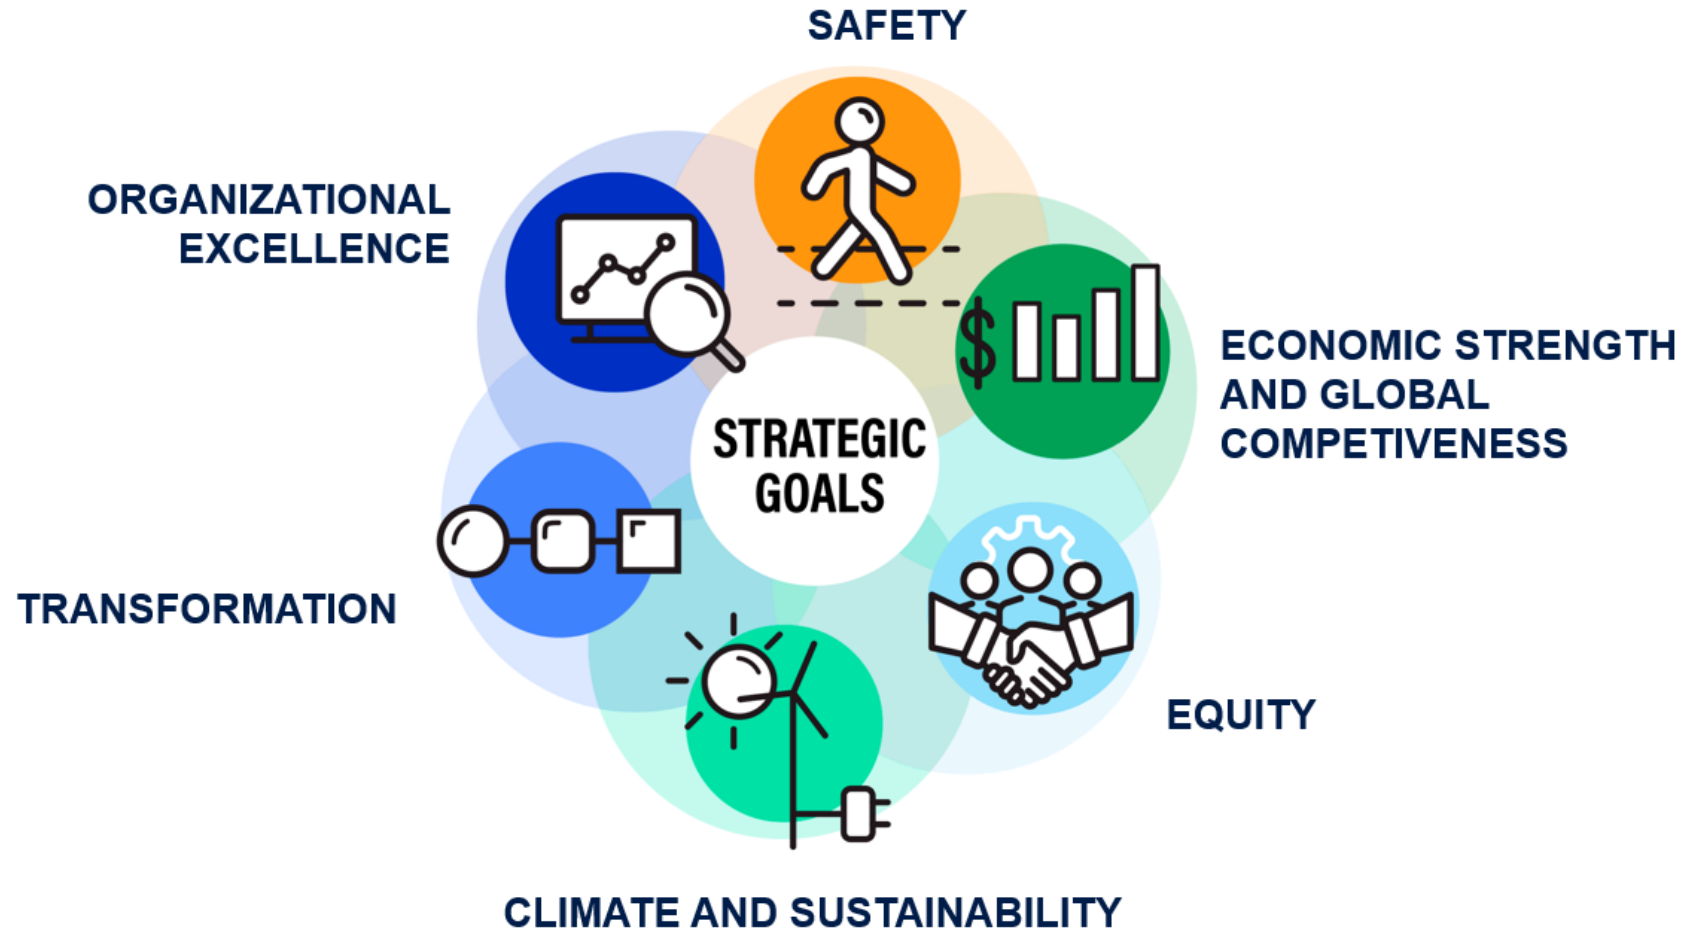 SAFETY
ORGANIZATIONAL
EXCELLENCE
$
ECONOMIC STRENGTH
AND GLOBAL
COMPETIVENESS
STRATEGIC
GOALS
TRANSFORMATION
EQUITY
CLIMATE AND SUSTAINABILITY